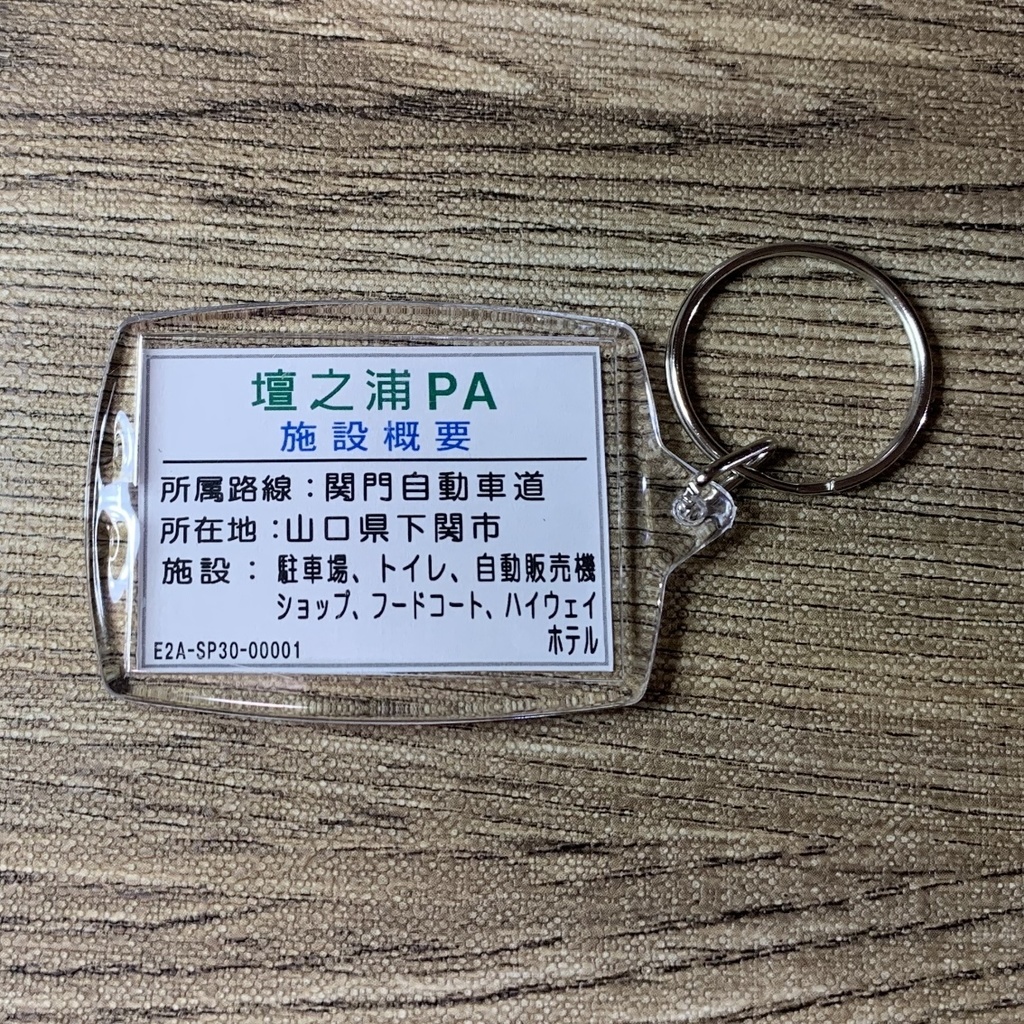 壇之浦PA
施設概要
所属路線：関門自動車道
所在地：山口県下関市
施設：駐車場、トイレ、自動販売機
ショップ、フードコート、ハイウェイ
ホテル
E2A-SP30-00001